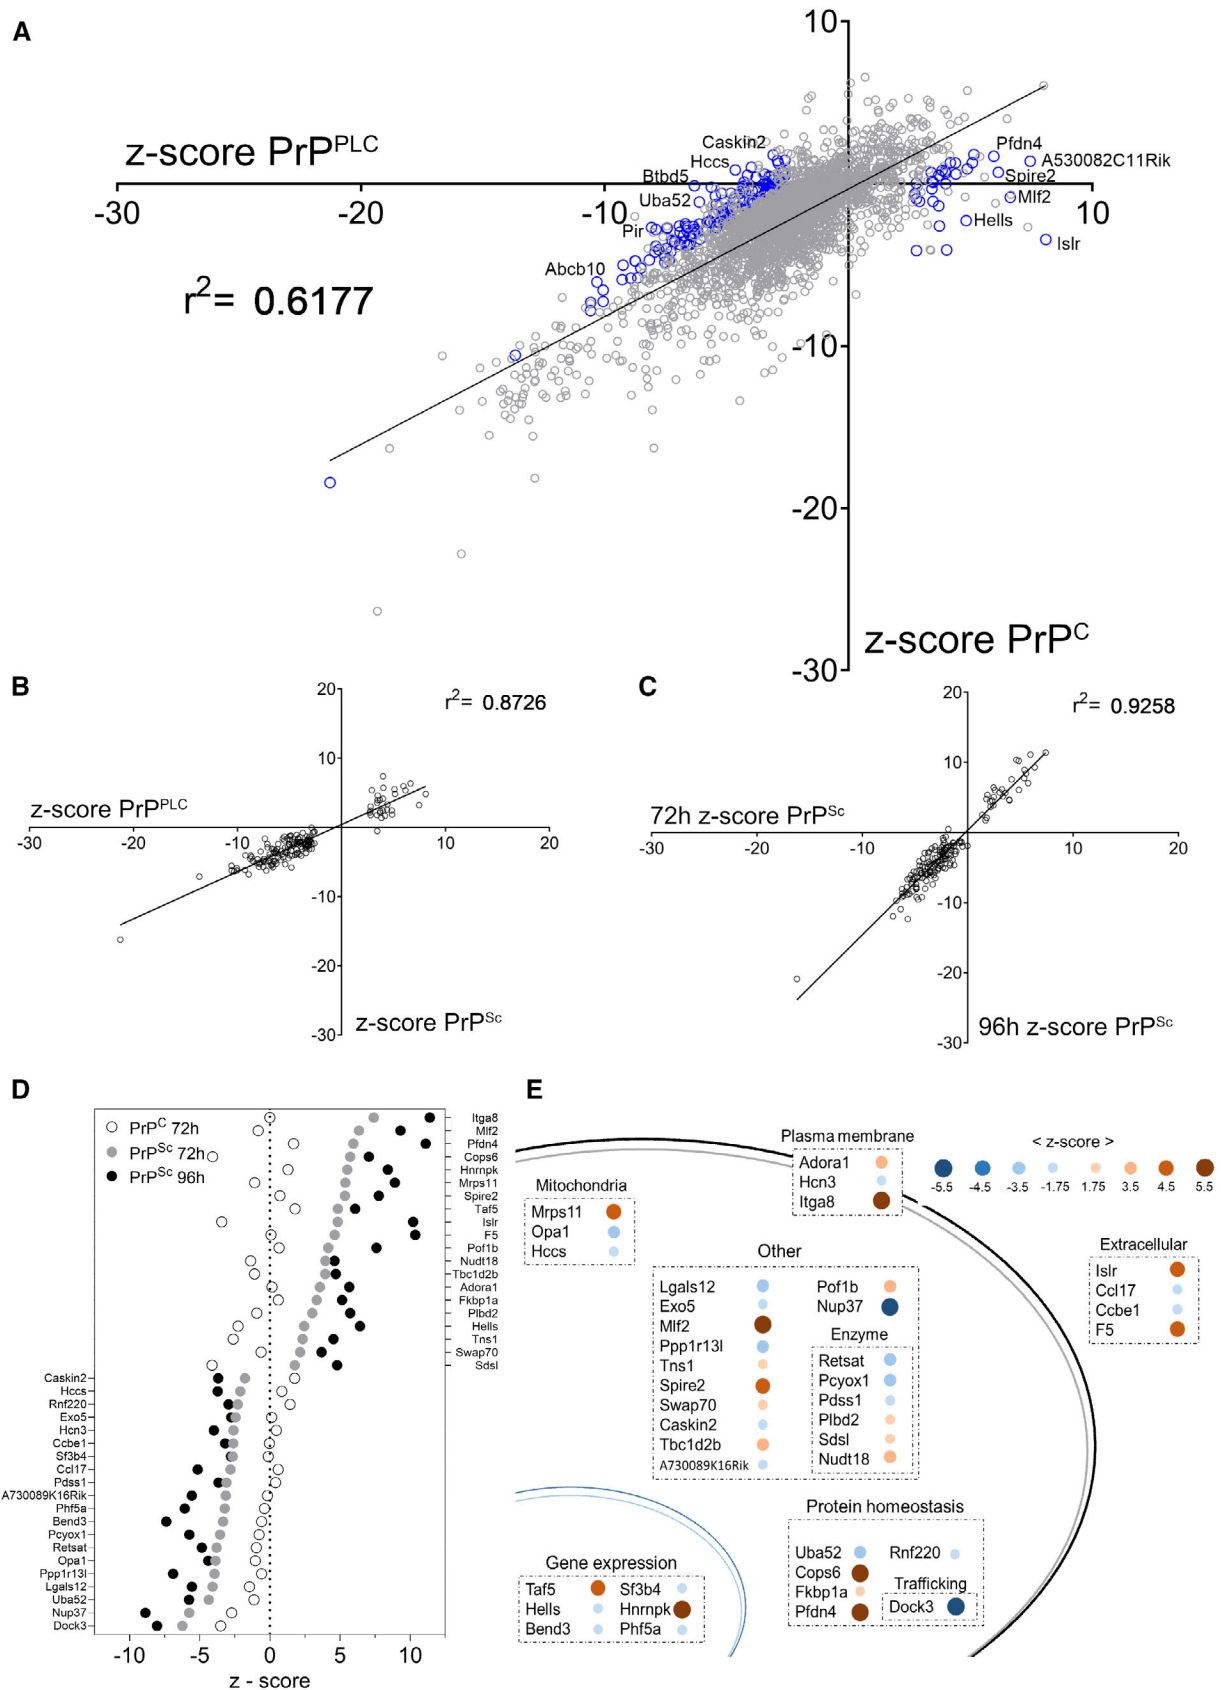 A
10
z-score PrP^PLC
-30
-20
-10
10
Caskin2
Hccs
Btbd5
Uba52
Pir
Abcb10
Pfdn4
A530082C11Rik
Spire2
Mlf2
Hells
Islr
r²= 0.6177
-10
-20
-30
z-score PrP^C
B
r²= 0.8726
20
10
z-score PrP^PLC
-30
-20
-10
10
20
-10
-20
-30
z-score PrP^Sc
C
r²= 0.9258
20
10
72h z-score PrP^Sc
-30
-20
-10
10
20
-10
-20
-30
96h z-score PrP^Sc
D
PrP^C 72h
PrP^Sc 72h
PrP^Sc 96h
Itga8
Mlf2
Pfdn4
Cops6
Hnrnpk
Mrps11
Spire2
Taf5
Islr
F5
Pof1b
Nudt18
Tbc1d2b
Adora1
Fkbp1a
Plbd2
Hells
Tns1
Swap70
Sdsl
Caskin2
Hccs
Rnf220
Exo5
Hcn3
Ccbe1
Sf3b4
Ccl17
Pdss1
A730089K16Rik
Phf5a
Bend3
Pcyox1
Retsat
Opa1
Ppp1r13l
Lgals12
Uba52
Nup37
Dock3
-10 -5 0 5 10
z - score
E
Plasma membrane
Adora1
Hcn3
Itga8
< z-score >
-5.5 -4.5 -3.5 -1.75 1.75 3.5 4.5 5.5
Mitochondria
Mrps11
Opa1
Hccs
Extracellular
Islr
Ccl17
Ccbe1
F5
Other
Lgals12
Exo5
Mlf2
Ppp1r13l
Tns1
Spire2
Swap70
Caskin2
Tbc1d2b
A730089K16Rik
Pof1b
Nup37
Enzyme
Retsat
Pcyox1
Pdss1
Plbd2
Sdsl
Nudt18
Protein homeostasis
Uba52
Cops6
Fkbp1a
Pfdn4
Rnf220
Trafficking
Dock3
Gene expression
Taf5
Hells
Bend3
Sf3b4
Hnrnpk
Phf5a